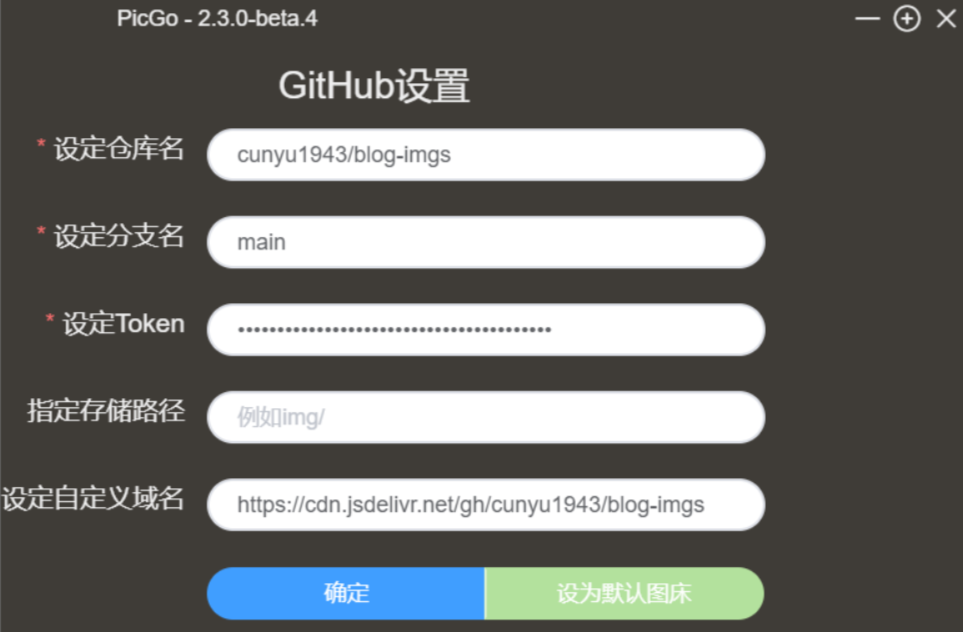 PicGo - 2.3.0-beta.4
GitHub设置
* 设定仓库名
cunyu1943/blog-imgs
* 设定分支名
main
* 设定Token
••••••••••••••••••••••••••••••••••••••••
指定存储路径
例如img/
设定自定义域名
https://cdn.jsdelivr.net/gh/cunyu1943/blog-imgs
确定
设为默认图床